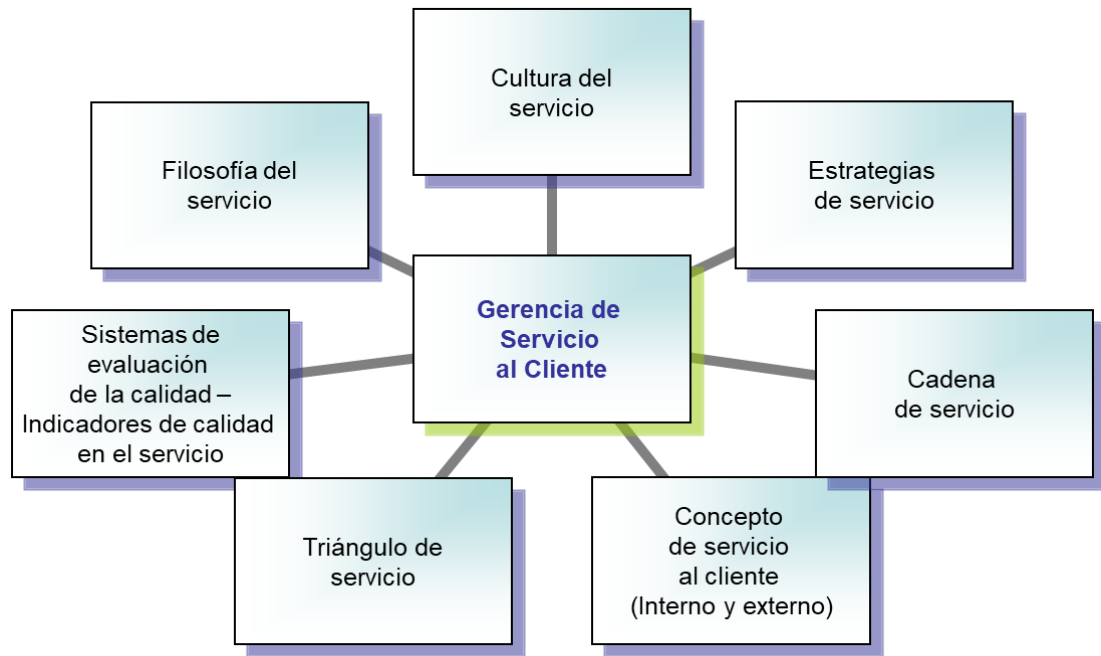 Cultura del
servicio
Filosofía del
servicio
Estrategias
de servicio
Gerencia de
Servicio
al Cliente
Sistemas de
evaluación
de la calidad –
Indicadores de calidad
en el servicio
Cadena
de servicio
Triángulo de
servicio
Concepto
de servicio
al cliente
(Interno y externo)